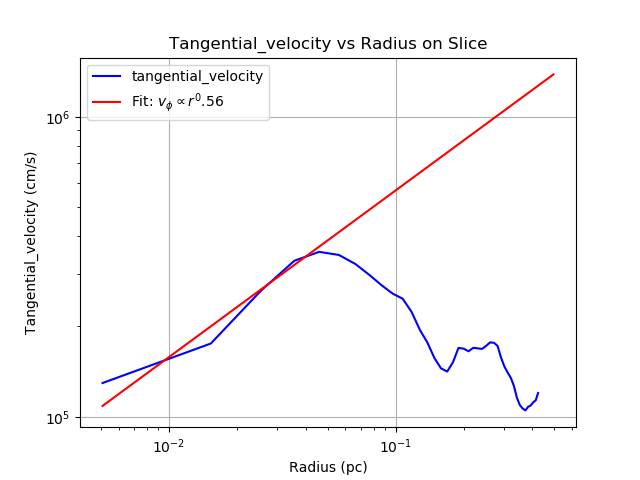 Tangential_velocity vs Radius on Slice
tangential_velocity
Fit: $v_\phi \propto r^0.56$
10^6
10^5
Tangential_velocity (cm/s)
10^{-2}
10^{-1}
Radius (pc)